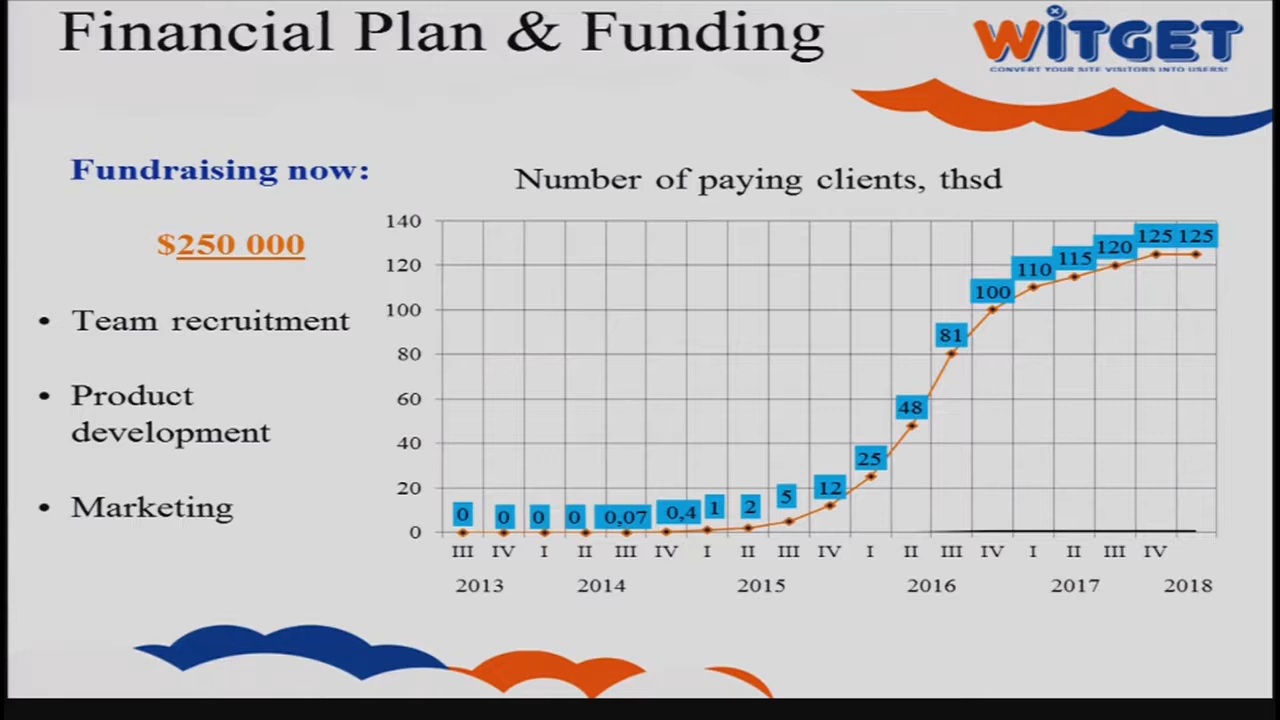 Financial Plan & Funding
WiTGET
CONVERT YOUR SITE VISITORS INTO USERS!
Fundraising now:
$250 000
• Team recruitment
• Product
development
• Marketing
Number of paying clients, thsd
140
120
100
80
60
40
20
0
0 0 0 0 0,07 0,4 1 2 5 12 25 48 81 100 110 115 120 125 125
III IV I II III IV I II III IV I II III IV I II III IV
2013 2014 2015 2016 2017 2018